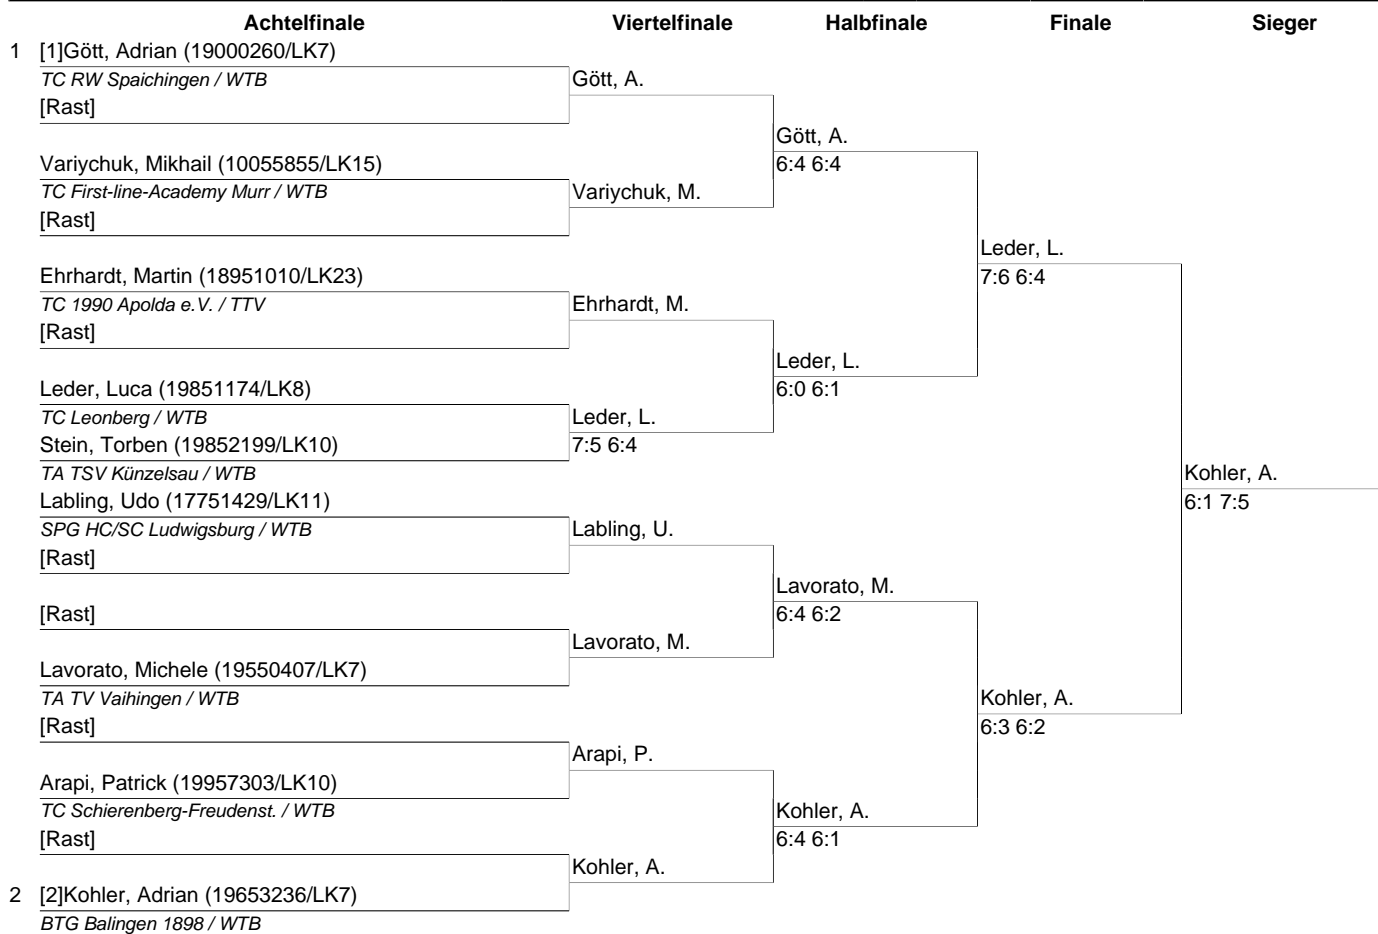 Achtelfinale Viertelfinale Halbfinale Finale Sieger
1 [1]Gött, Adrian (19000260/LK7)
TC RW Spaichingen / WTB Gött, A.
[Rast]
Gött, A.
Variychuk, Mikhail (10055855/LK15) 6:4 6:4
TC First-line-Academy Murr / WTB Variychuk, M.
[Rast]
Leder, L.
Ehrhardt, Martin (18951010/LK23) 7:6 6:4
TC 1990 Apolda e.V. / TTV Ehrhardt, M.
[Rast]
Leder, L.
Leder, Luca (19851174/LK8) 6:0 6:1
TC Leonberg / WTB Leder, L.
Stein, Torben (19852199/LK10) 7:5 6:4
TA TSV Künzelsau / WTB Kohler, A.
Labling, Udo (17751429/LK11) 6:1 7:5
SPG HC/SC Ludwigsburg / WTB Labling, U.
[Rast]
Lavorato, M.
[Rast] 6:4 6:2
Lavorato, M.
Lavorato, Michele (19550407/LK7)
TA TV Vaihingen / WTB Kohler, A.
[Rast] 6:3 6:2
Arapi, P.
Arapi, Patrick (19957303/LK10)
TC Schierenberg-Freudenst. / WTB Kohler, A.
[Rast] 6:4 6:1
Kohler, A.
2 [2]Kohler, Adrian (19653236/LK7)
BTG Balingen 1898 / WTB